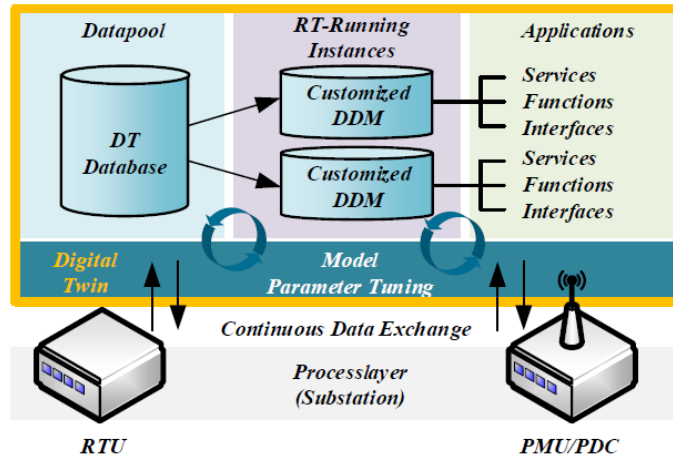 Datapool
RT-Running
Instances
Applications
DT
Database
Customized
DDM
Customized
DDM
Services
Functions
Interfaces
Services
Functions
Interfaces
Digital
Twin
Model
Parameter Tuning
Continuous Data Exchange
Processlayer
(Substation)
RTU
PMU/PDC